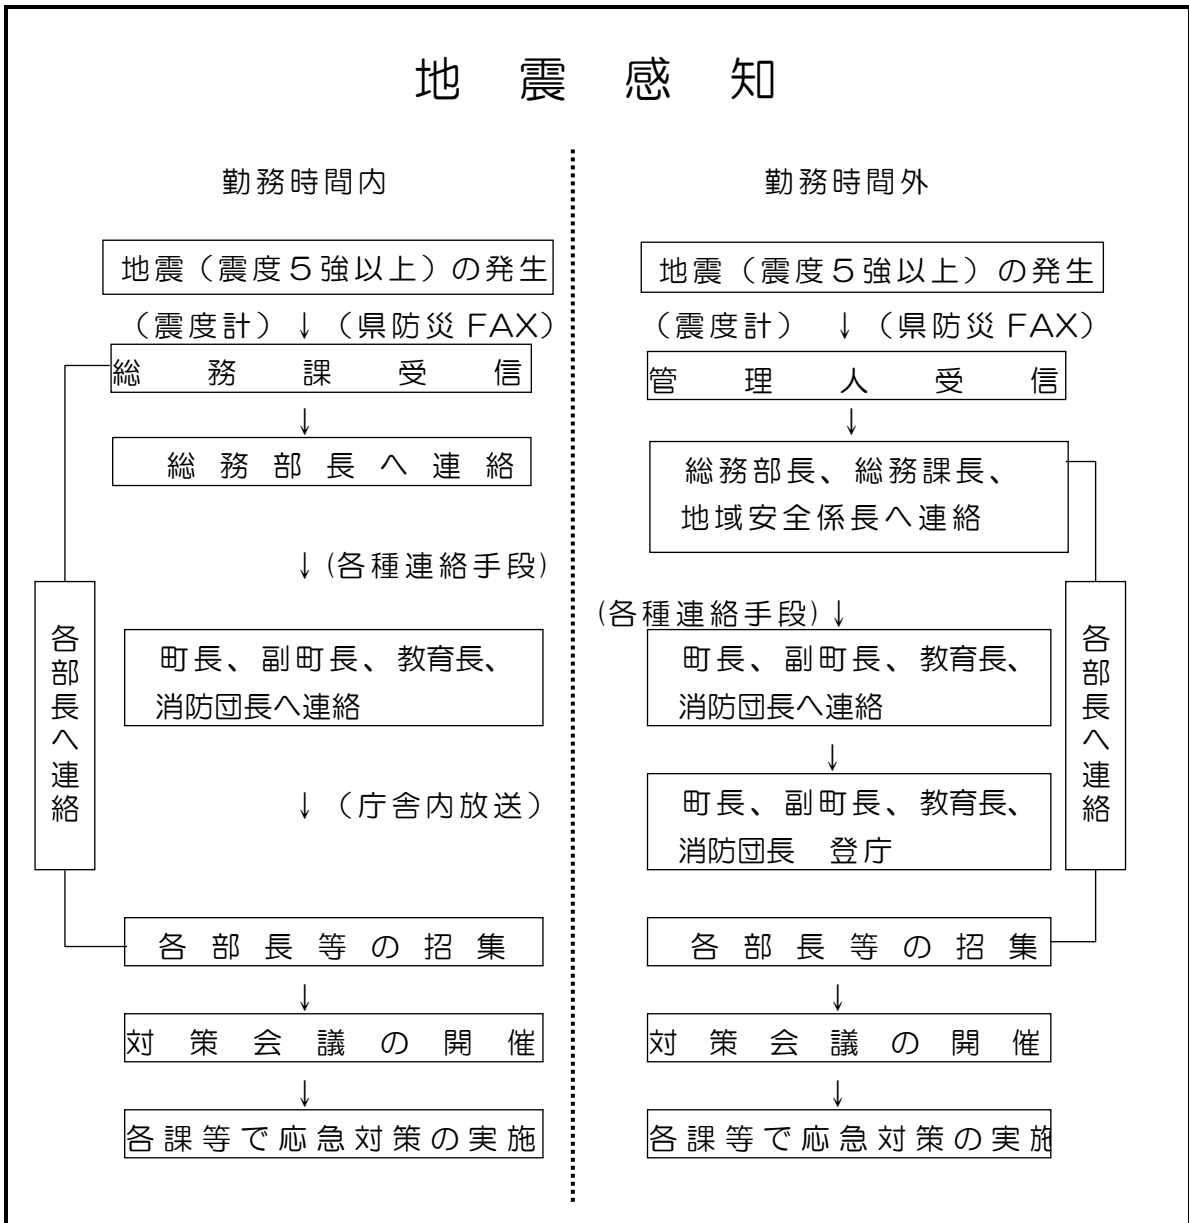 地震感知
勤務時間内
地震（震度５強以上）の発生
（震度計）↓（県防災 FAX）
総務課受信
↓
総務部長へ連絡
↓(各種連絡手段)
町長、副町長、教育長、
消防団長へ連絡
↓（庁舎内放送）
各部長へ連絡
各部長等の招集
↓
対策会議の開催
↓
各課等で応急対策の実施
勤務時間外
地震（震度５強以上）の発生
（震度計）↓（県防災 FAX）
管理人受信
↓
総務部長、総務課長、
地域安全係長へ連絡
(各種連絡手段)↓
町長、副町長、教育長、
消防団長へ連絡
↓
町長、副町長、教育長、
消防団長　登庁
各部長へ連絡
各部長等の招集
↓
対策会議の開催
↓
各課等で応急対策の実施